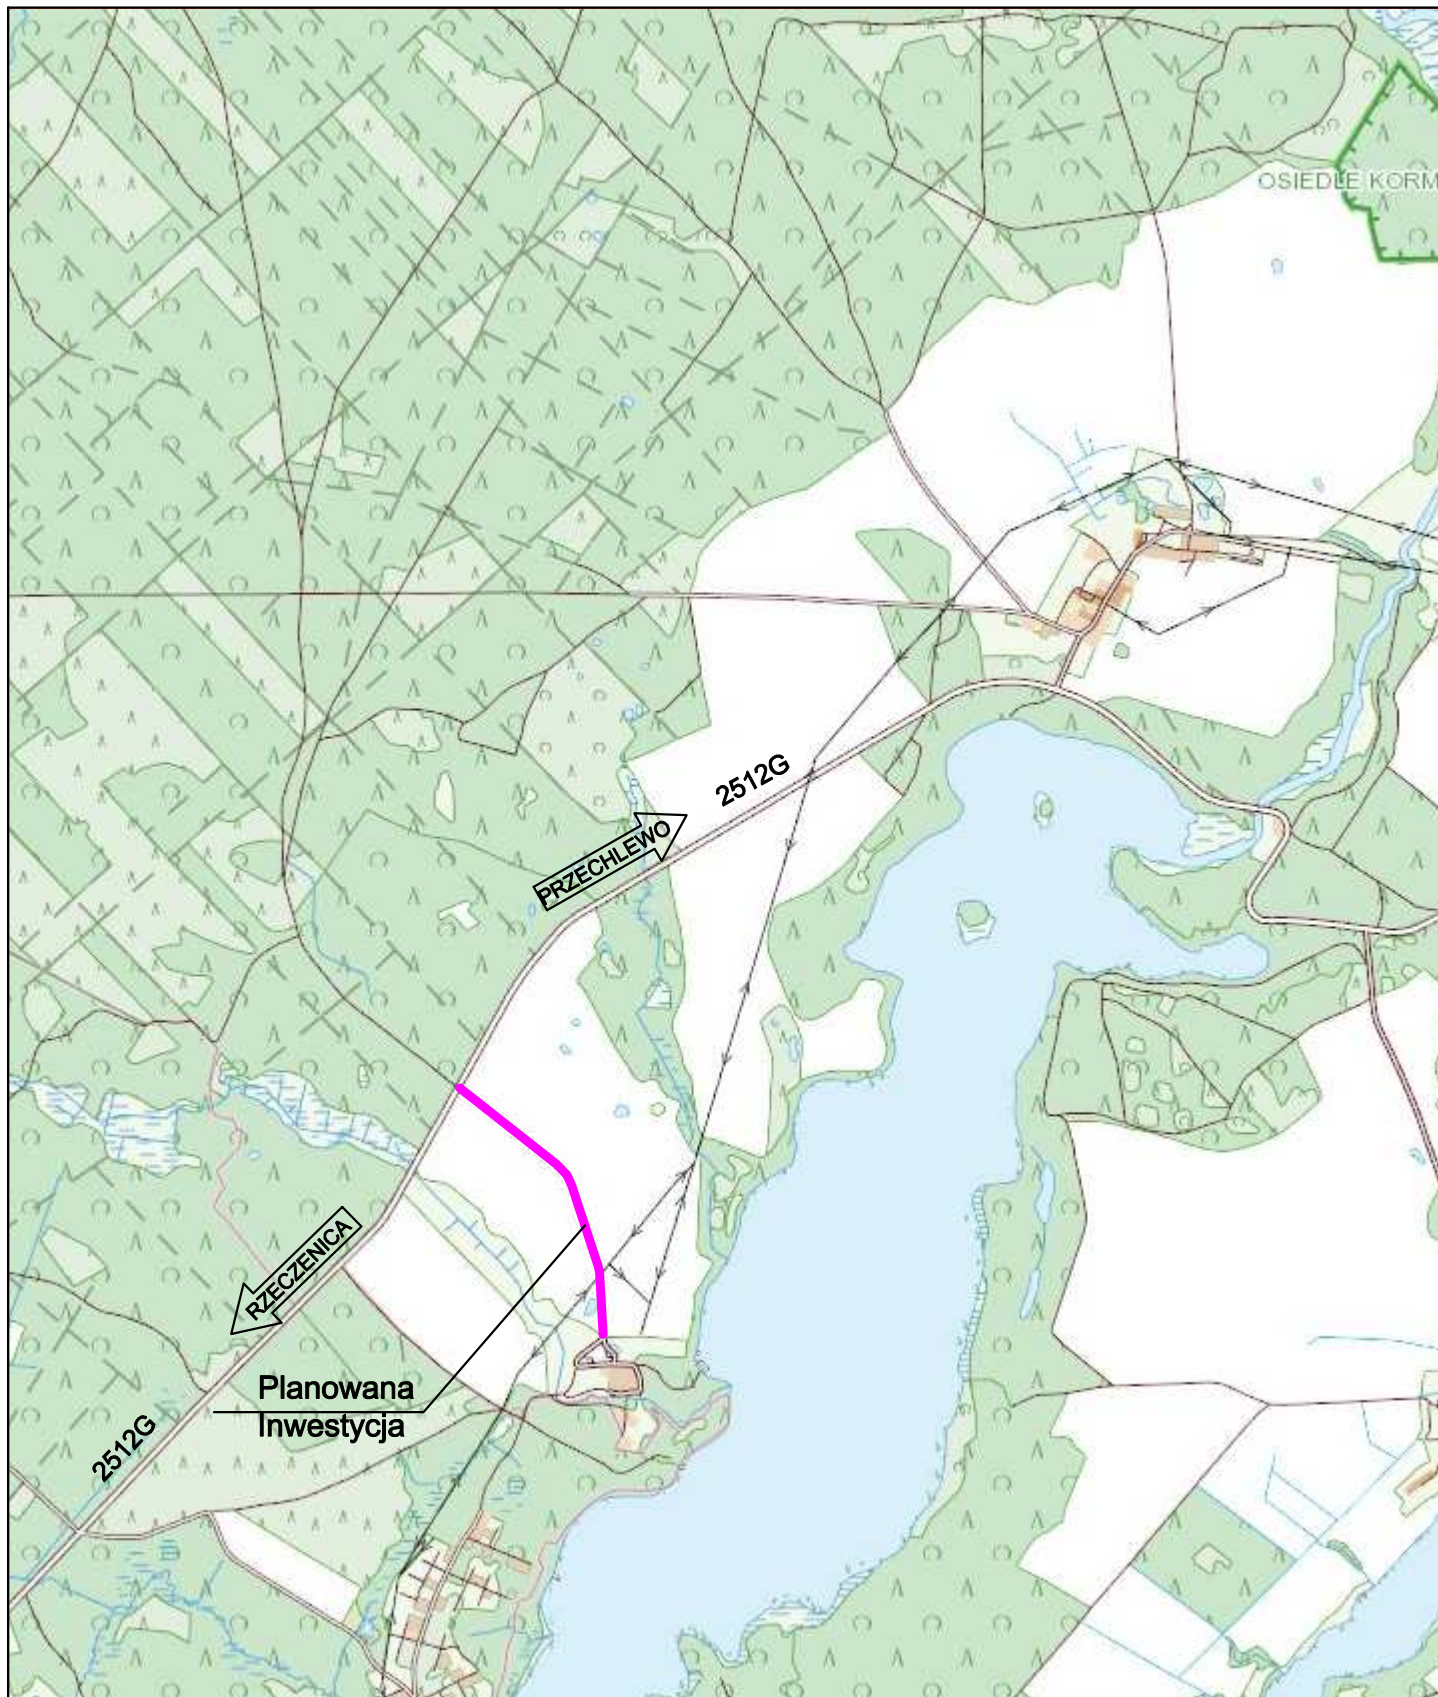 OSIEDLE KORM
2512G
PRZECHLEWO
RZECZENICA
Planowana
Inwestycja
2512G